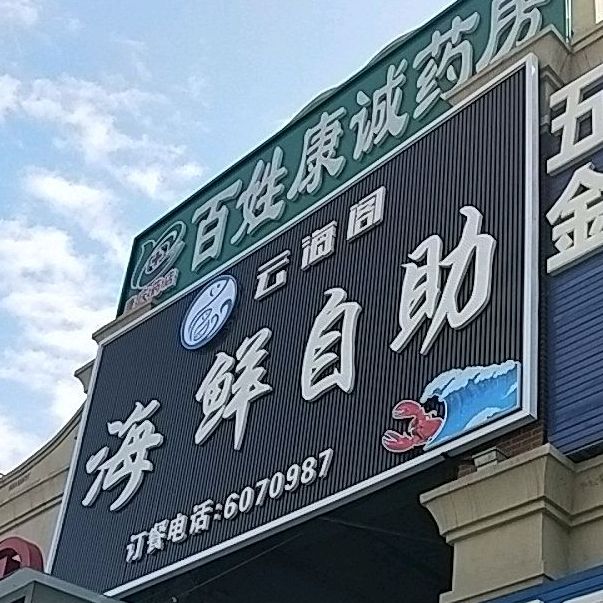 百姓康诚药房
云海阁
海鲜自助
订餐电话:6070987
五
金